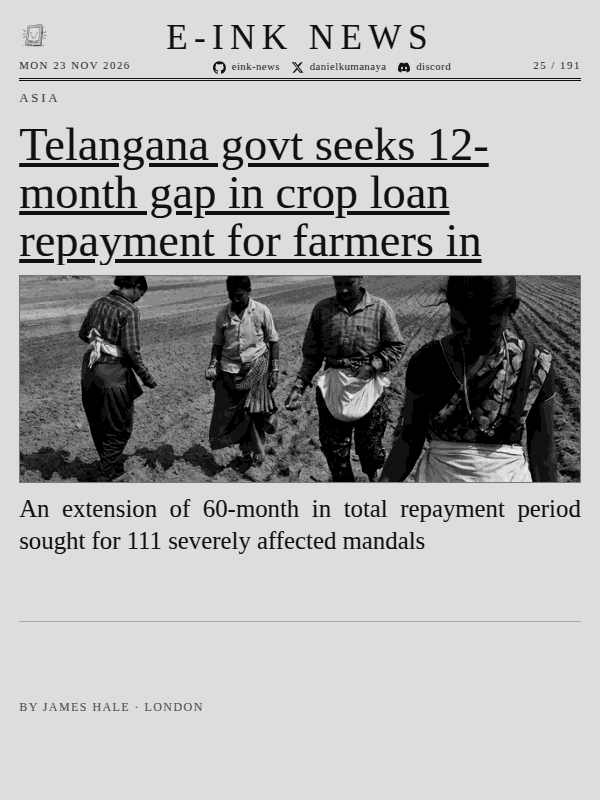 E-INK NEWS
MON 23 NOV 2026
eink-news danielkumanaya discord
25 / 191
ASIA
Telangana govt seeks 12-
month gap in crop loan
repayment for farmers in
An extension of 60-month in total repayment period
sought for 111 severely affected mandals
BY JAMES HALE · LONDON